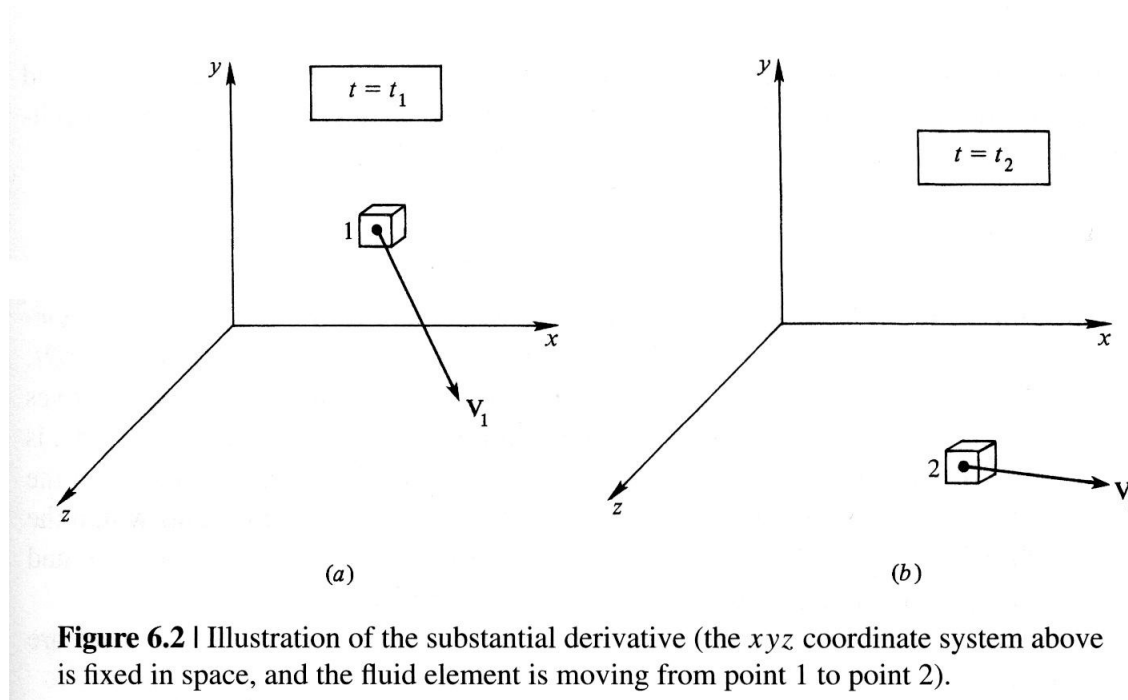 y
t = t₁
1
x
V₁
z
(a)
y
t = t₂
x
2
V
z
(b)
Figure 6.2 | Illustration of the substantial derivative (the xyz coordinate system above
is fixed in space, and the fluid element is moving from point 1 to point 2).